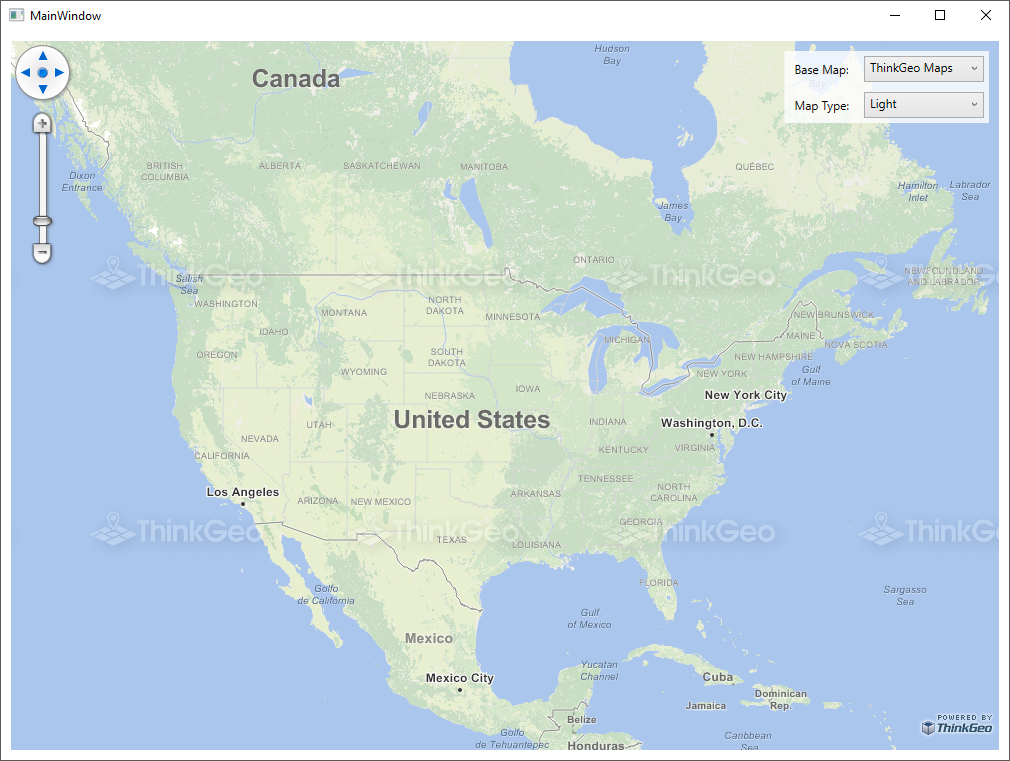 MainWindow
Hudson
Bay
Base Map: ThinkGeo Maps
Map Type: Light
Canada
BRITISH
COLUMBIA
ALBERTA
SASKATCHEWAN
MANITOBA
QUÉBEC
Dixon
Entrance
Hamilton
Inlet
Labrador
Sea
James
Bay
ONTARIO
ThinkGeo
ThinkGeo
ThinkGeo
ThinkG
NEWFOUNDLAND
AND LABRADOR
Salish
Sea
WASHINGTON
MONTANA
NORTH
DAKOTA
MINNESOTA
NEW BRUNSWICK
IDAHO
MICHIGAN
MAINE
NOVA SCOTIA
OREGON
SOUTH
DAKOTA
NEW HAMPSHIRE
WYOMING
NEW YORK
Gulf
of Maine
IOWA
NEBRASKA
New York City
United States
UTAH
INDIANA
Washington, D.C.
NEVADA
KENTUCKY
VIRGINIA
CALIFORNIA
TENNESSEE
Los Angeles
ARIZONA
NEW MEXICO
ARKANSAS
NORTH
CAROLINA
GEORGIA
ThinkGeo
ThinkGeo
ThinkGeo
ThinkG
TEXAS
LOUISIANA
FLORIDA
Golfo
de California
Sargasso
Sea
Gulf
of Mexico
Mexico
Yucatan
Channel
Mexico City
Cuba
Dominican
Rep.
Jamaica
Belize
POWERED BY
ThinkGeo
Golfo
de Tehuantepec
Honduras
Caribbean
Sea